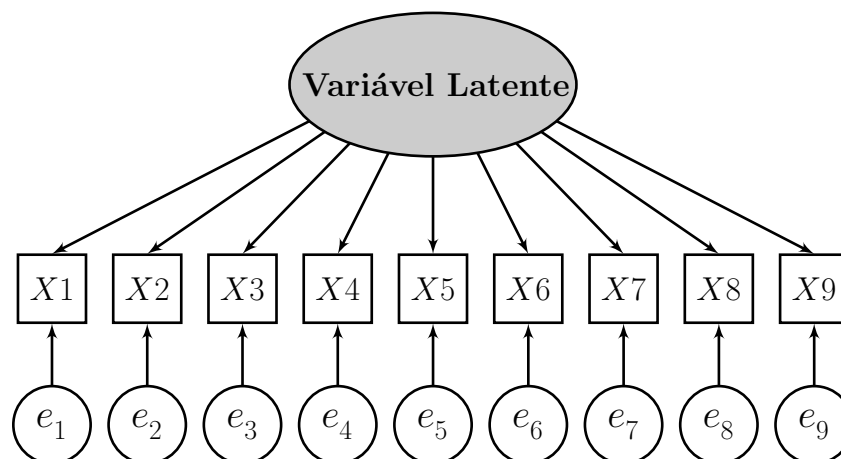 Variável Latente
X1 X2 X3 X4 X5 X6 X7 X8 X9
e₁ e₂ e₃ e₄ e₅ e₆ e₇ e₈ e₉